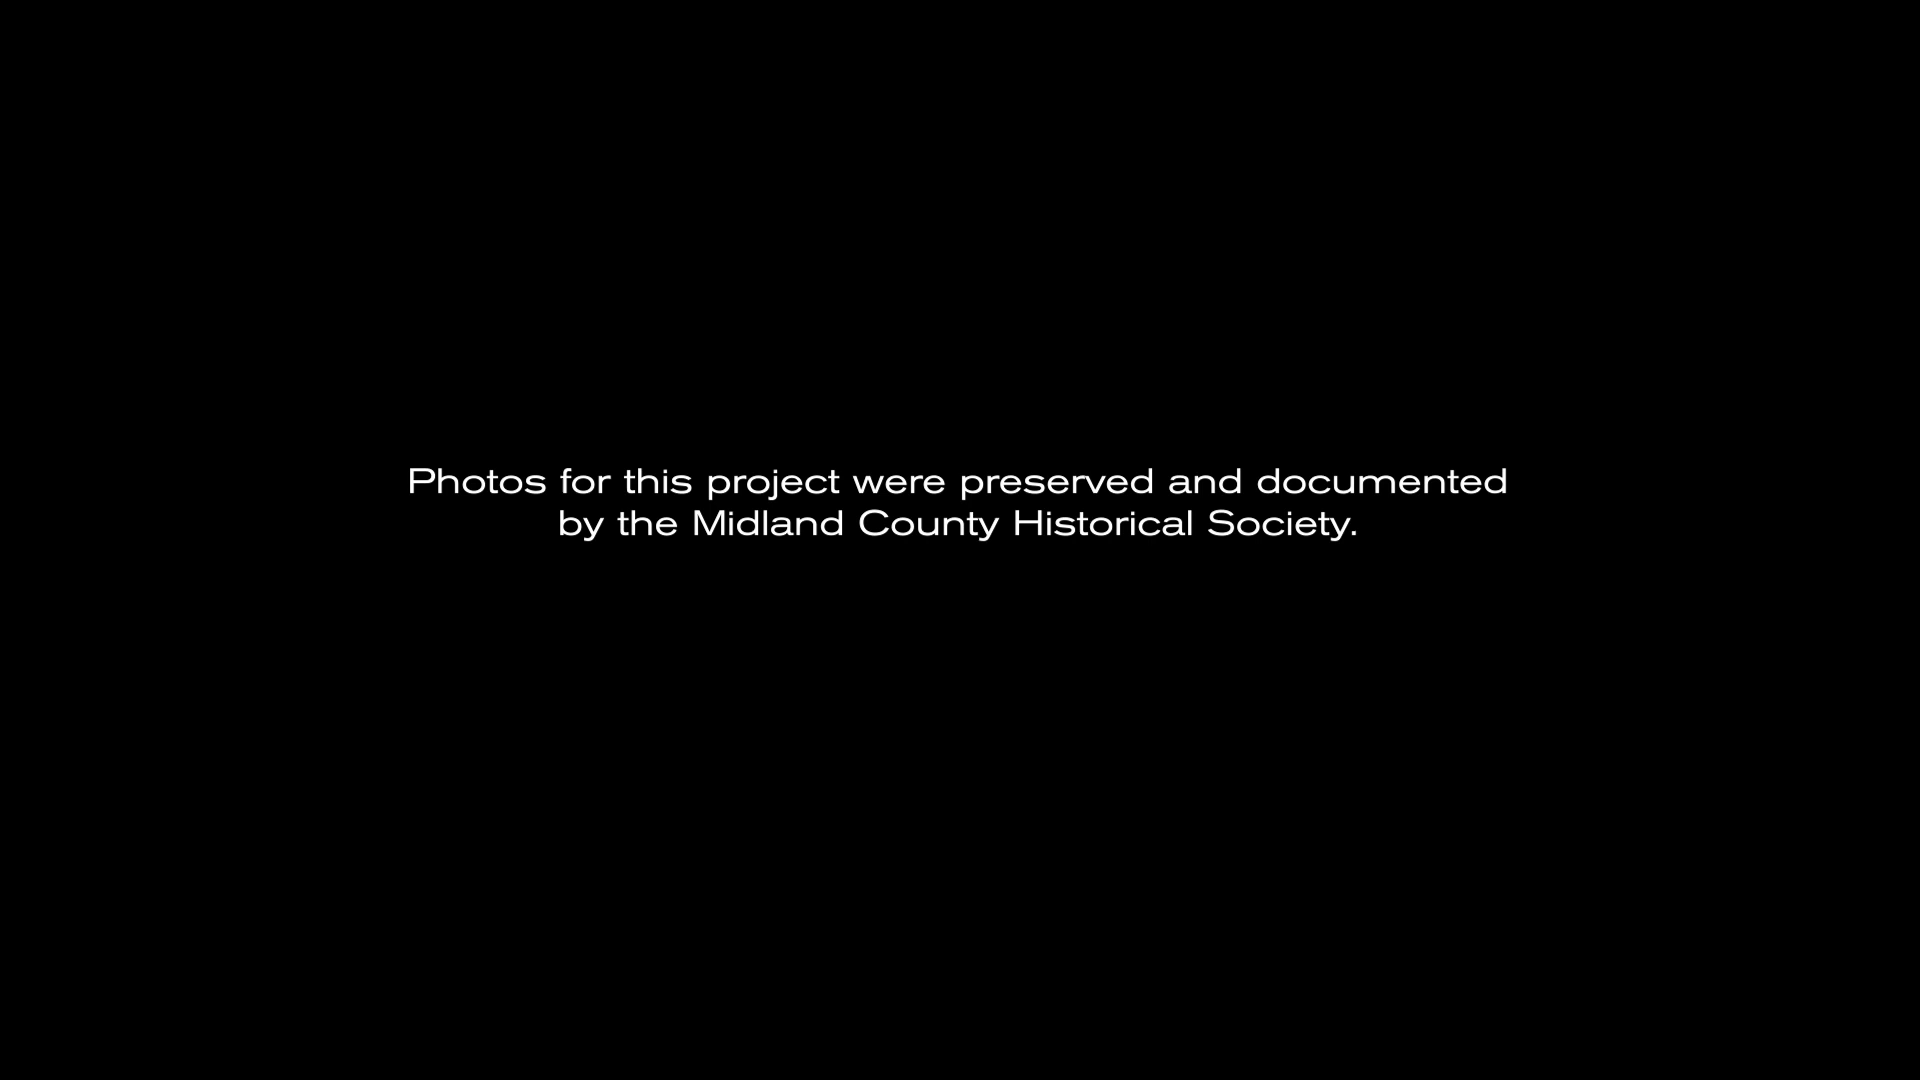 Photos for this project were preserved and documented
by the Midland County Historical Society.